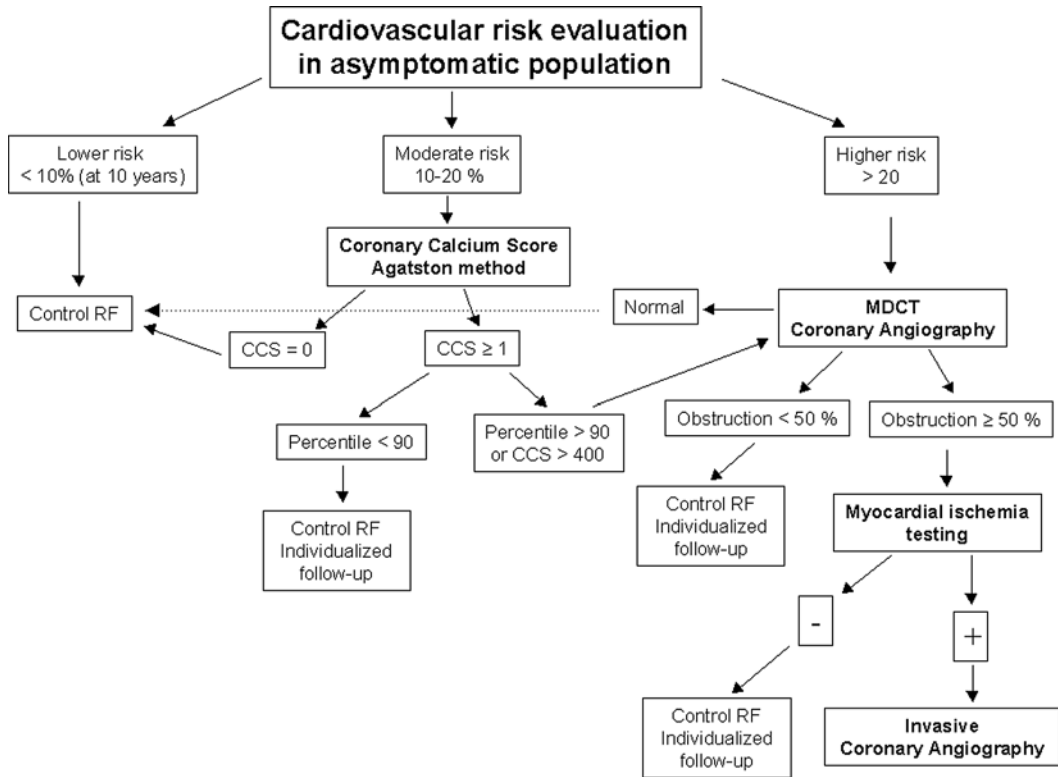 Cardiovascular risk evaluation
in asymptomatic population
Lower risk
< 10% (at 10 years)
Moderate risk
10-20 %
Higher risk
> 20
Coronary Calcium Score
Agatston method
Control RF
Normal
MDCT
Coronary Angiography
CCS = 0
CCS ≥ 1
Percentile < 90
Percentile > 90
or CCS > 400
Obstruction < 50 %
Obstruction ≥ 50 %
Control RF
Individualized
follow-up
Control RF
Individualized
follow-up
Myocardial ischemia
testing
-
+
Control RF
Individualized
follow-up
Invasive
Coronary Angiography